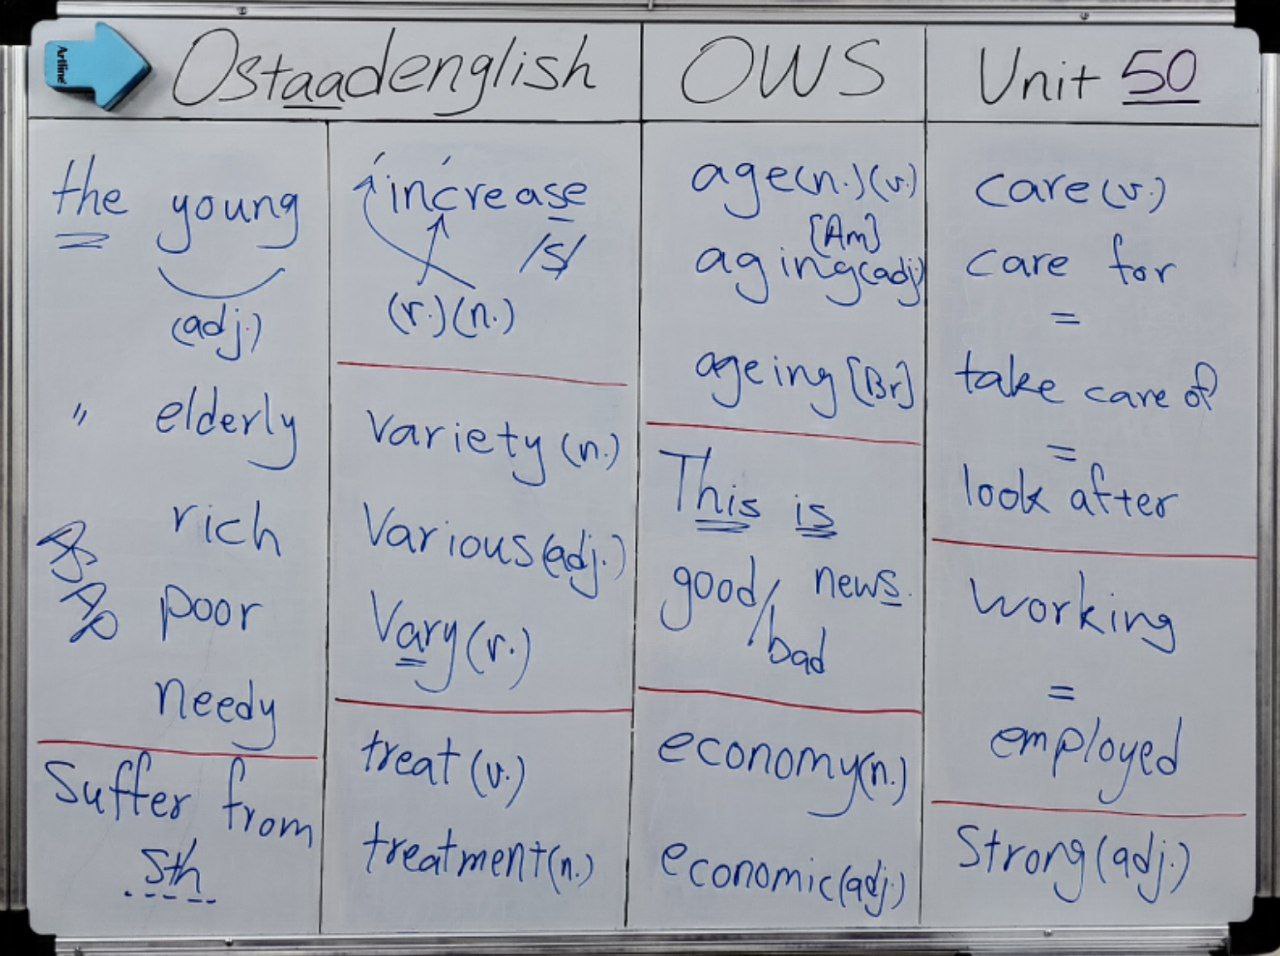 Artline
Ostaadenglish
OWS
Unit 50
the young
(adj.)
" elderly
rich
poor
needy
Suffer from
sth
increase
/s/
(v.)(n.)
Variety (n.)
Various (adj.)
Vary (v.)
treat (v.)
treatment (n.)
age (n.) (v.)
[Am]
aging (adj)
ageing [Br]
This is
good/bad news.
economy (n.)
economic (adj.)
care (v.)
care for
=
take care of
=
look after
working
=
employed
Strong (adj.)